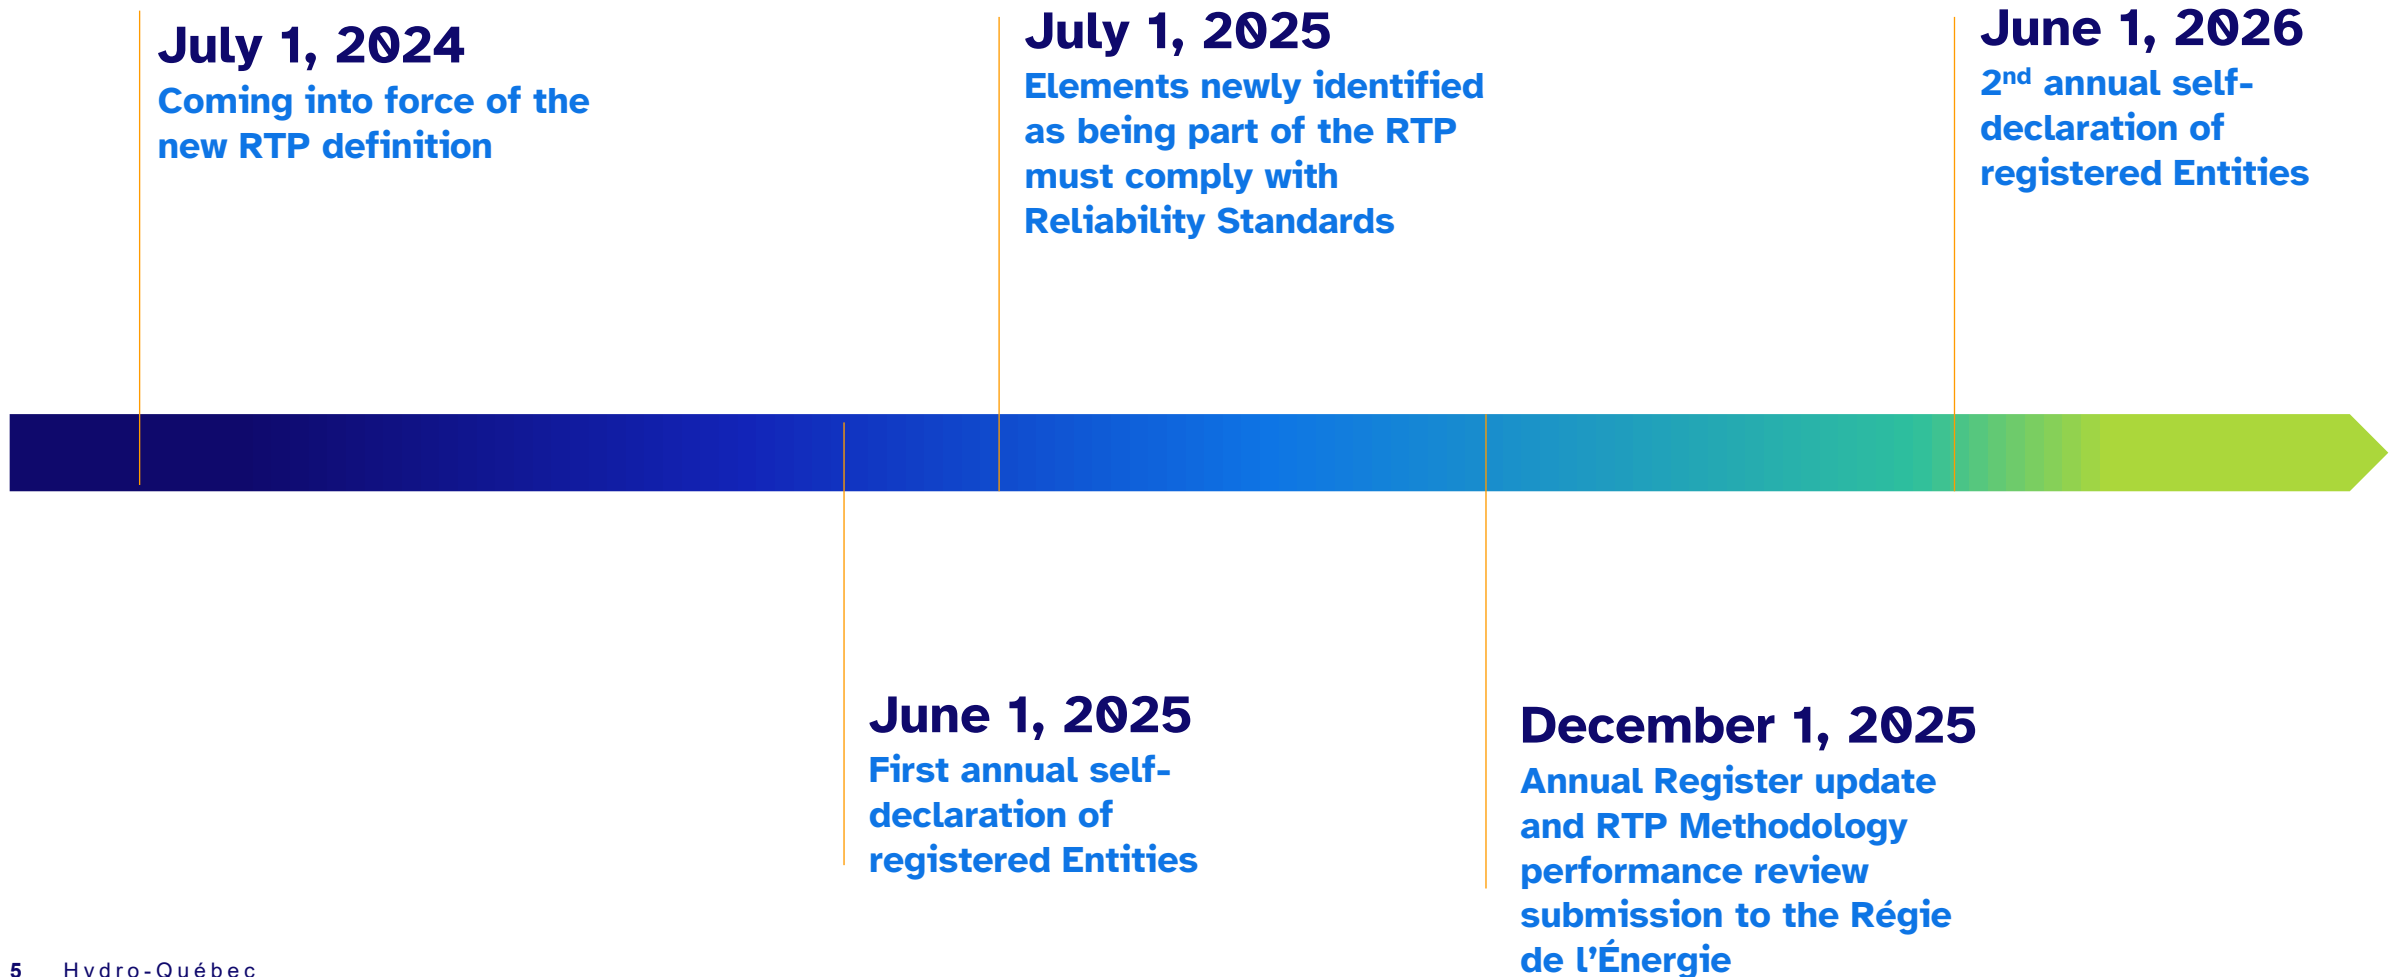 July 1, 2024
Coming into force of the
new RTP definition
July 1, 2025
Elements newly identified
as being part of the RTP
must comply with
Reliability Standards
June 1, 2026
2nd annual self-
declaration of
registered Entities
June 1, 2025
First annual self-
declaration of
registered Entities
December 1, 2025
Annual Register update
and RTP Methodology
performance review
submission to the Régie
de l’Énergie
5 Hydro-Québec